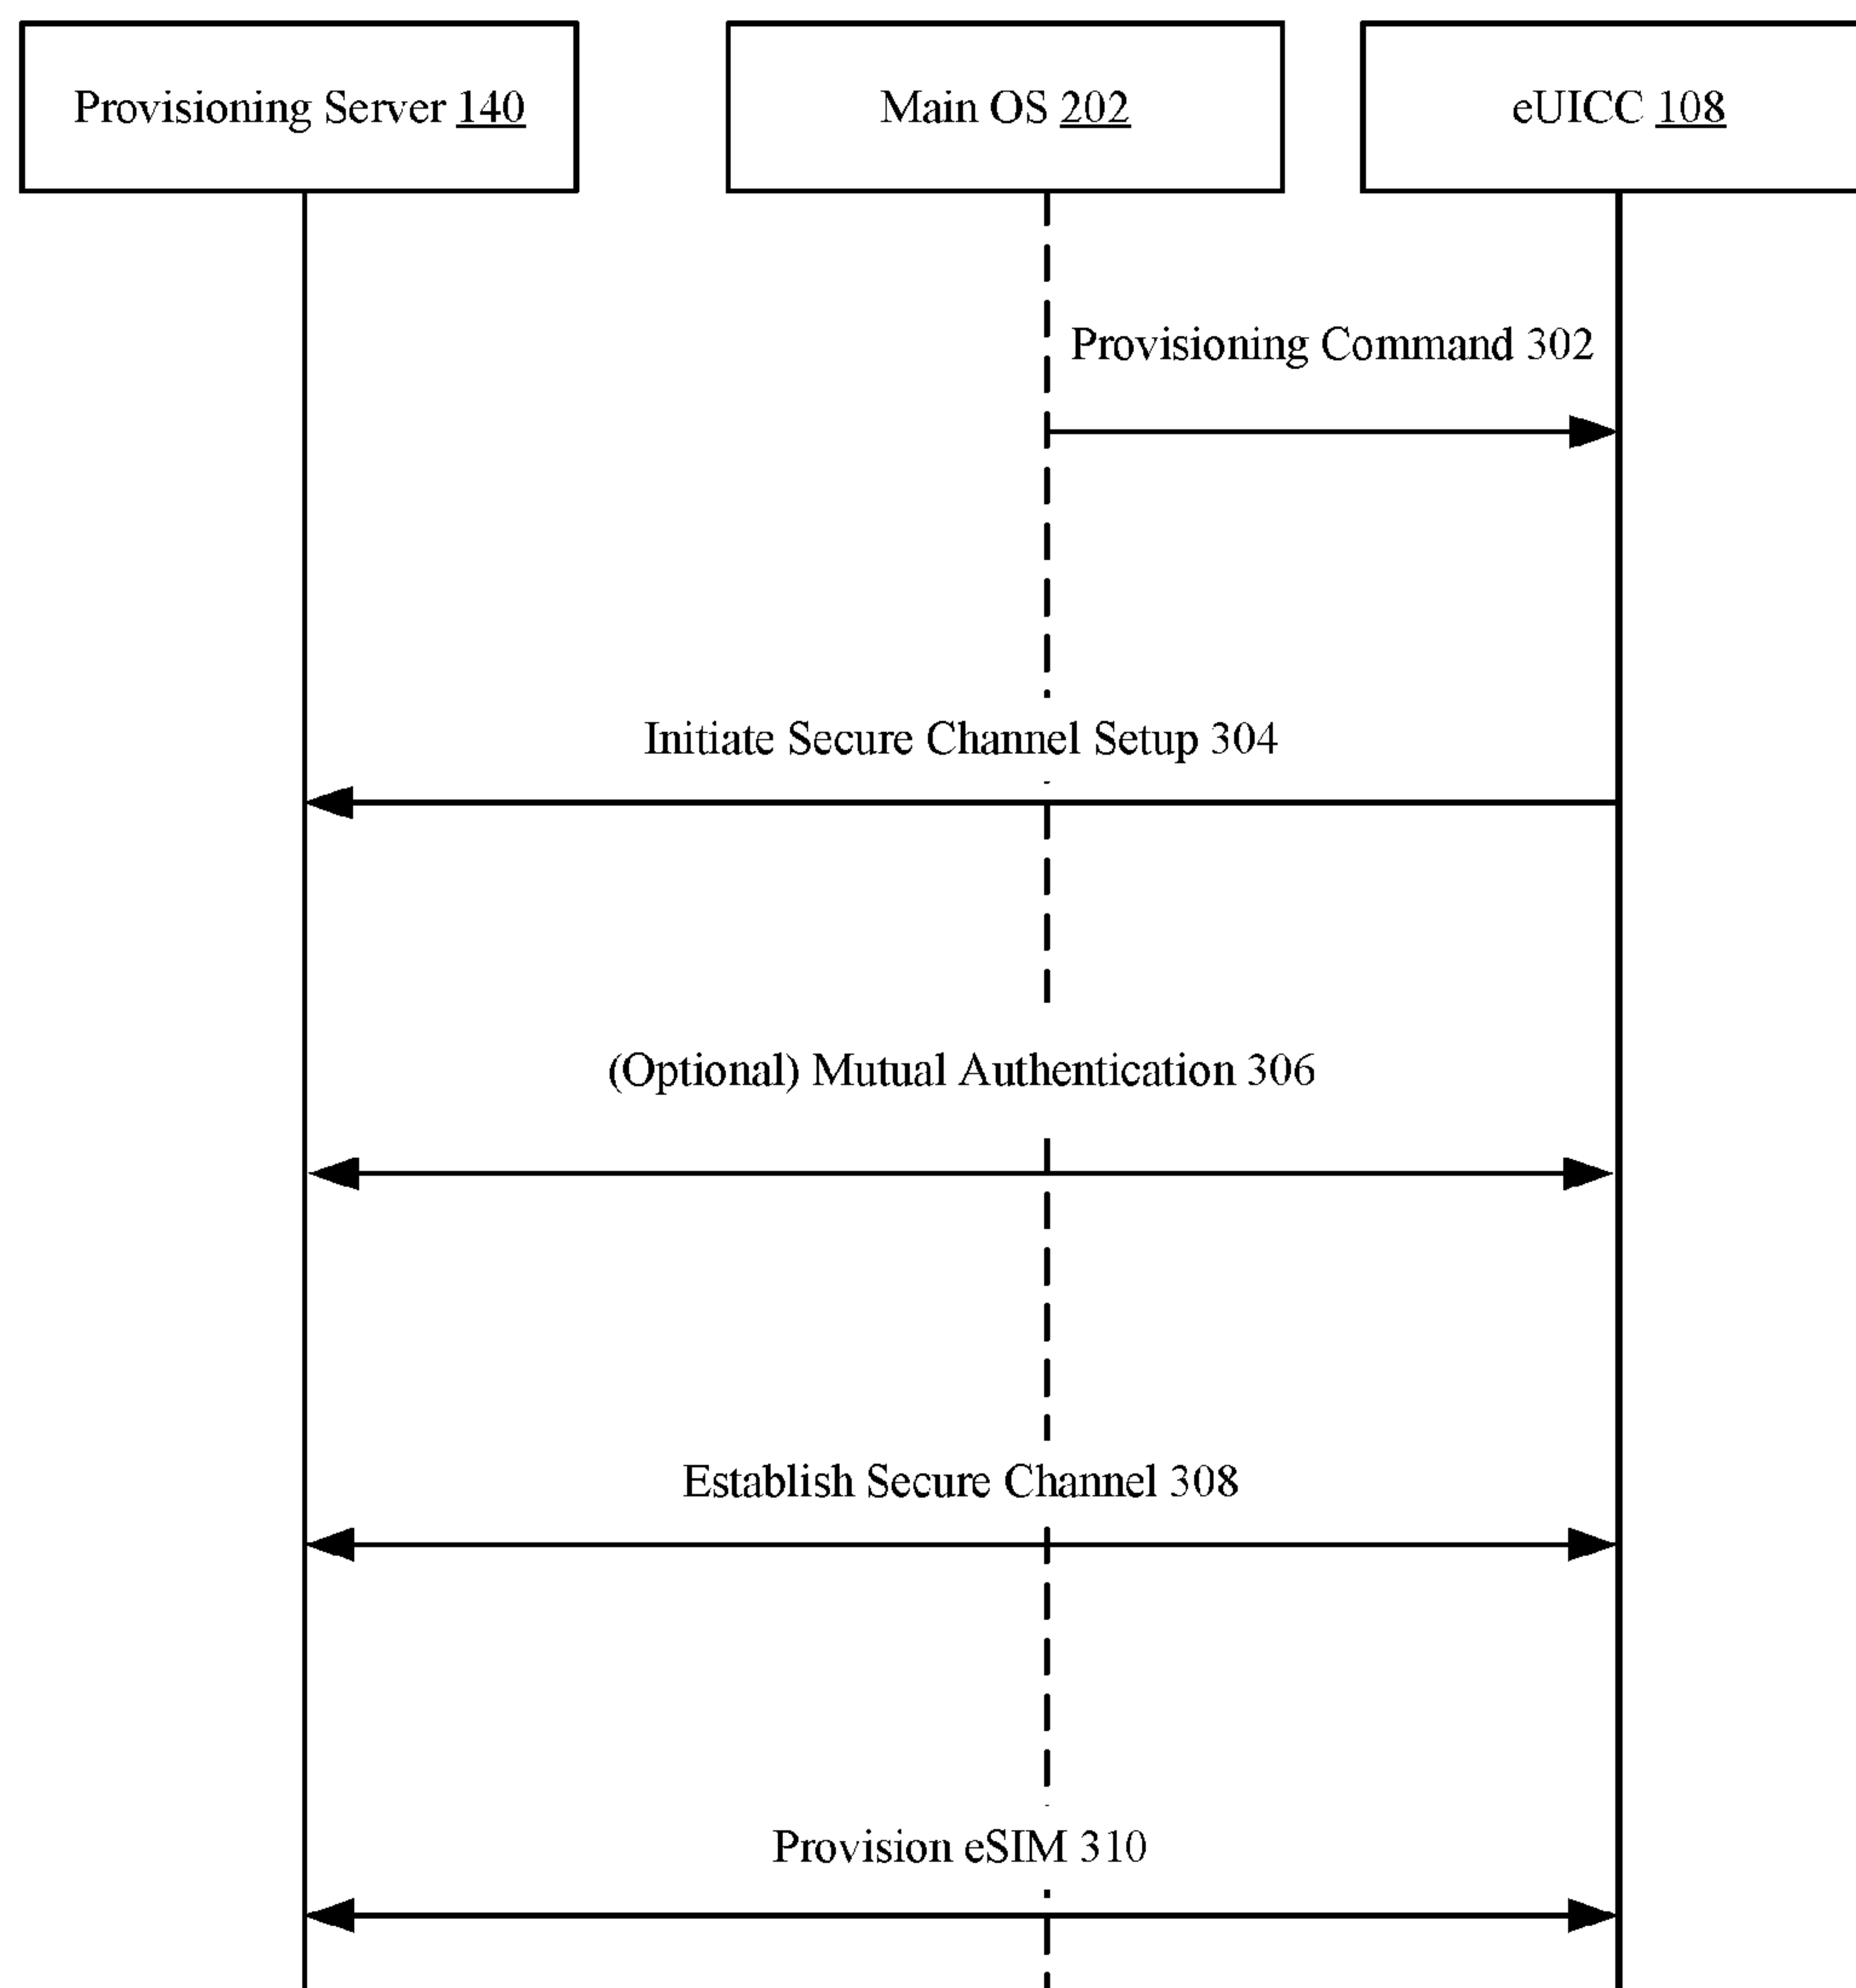 Provisioning Server 140
Main OS 202
eUICC 108
Provisioning Command 302
Initiate Secure Channel Setup 304
(Optional) Mutual Authentication 306
Establish Secure Channel 308
Provision eSIM 310